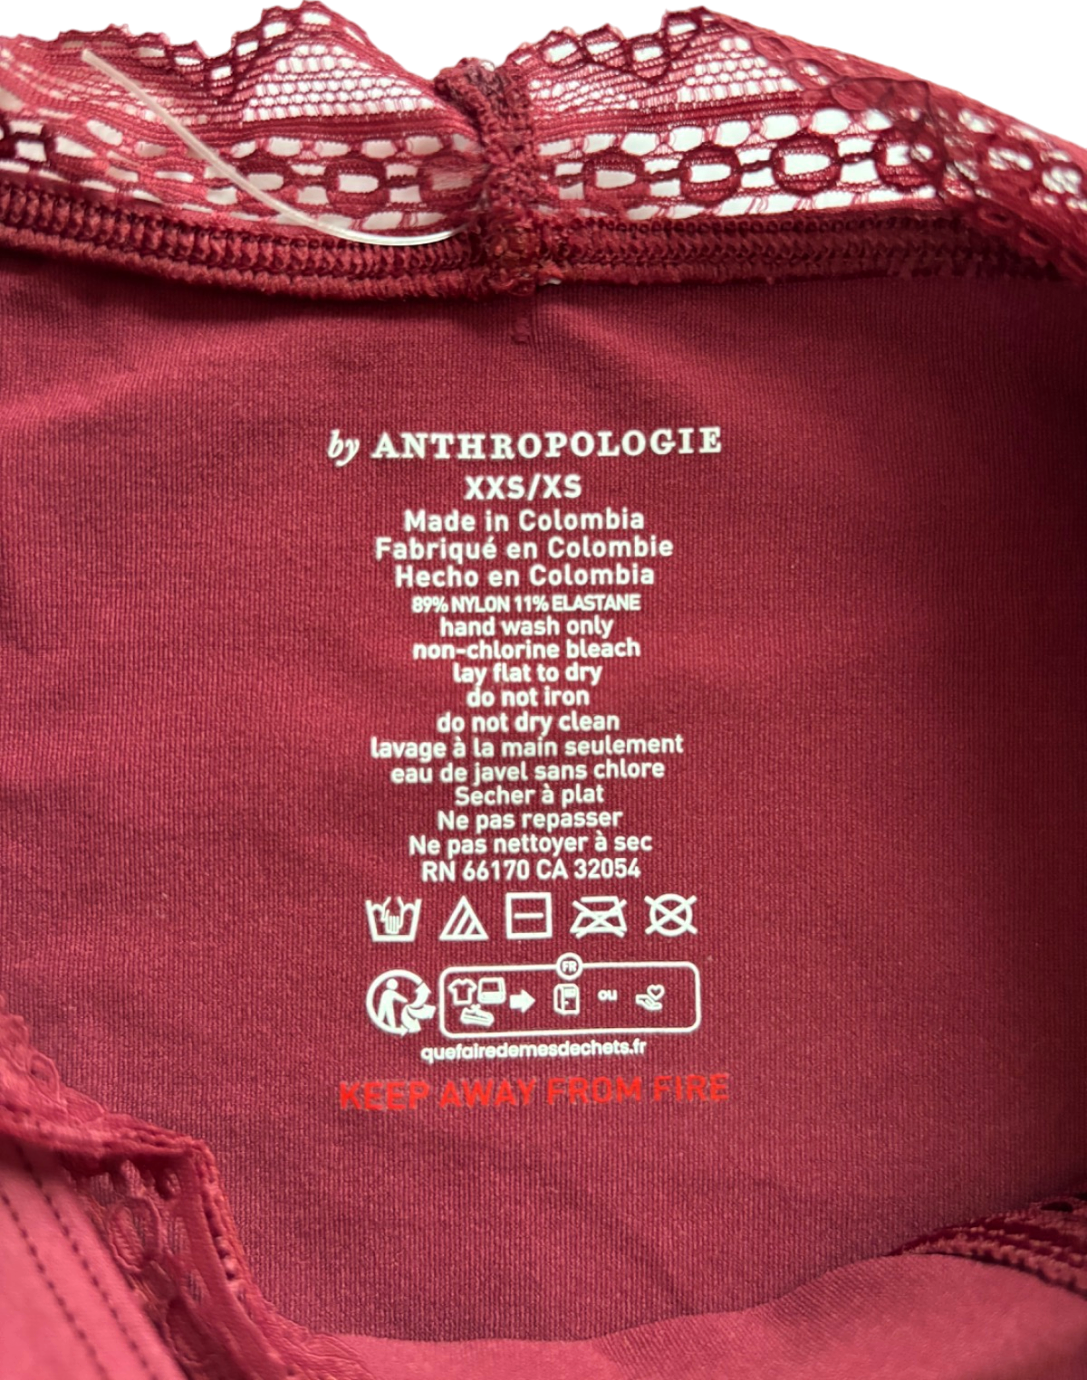 by ANTHROPOLOGIE
XXS/XS
Made in Colombia
Fabriqué en Colombie
Hecho en Colombia
89% NYLON 11% ELASTANE
hand wash only
non-chlorine bleach
lay flat to dry
do not iron
do not dry clean
lavage à la main seulement
eau de javel sans chlore
Secher à plat
Ne pas repasser
Ne pas nettoyer à sec
RN 66170 CA 32054
FR
ou
quefairedemesdechets.fr
KEEP AWAY FROM FIRE